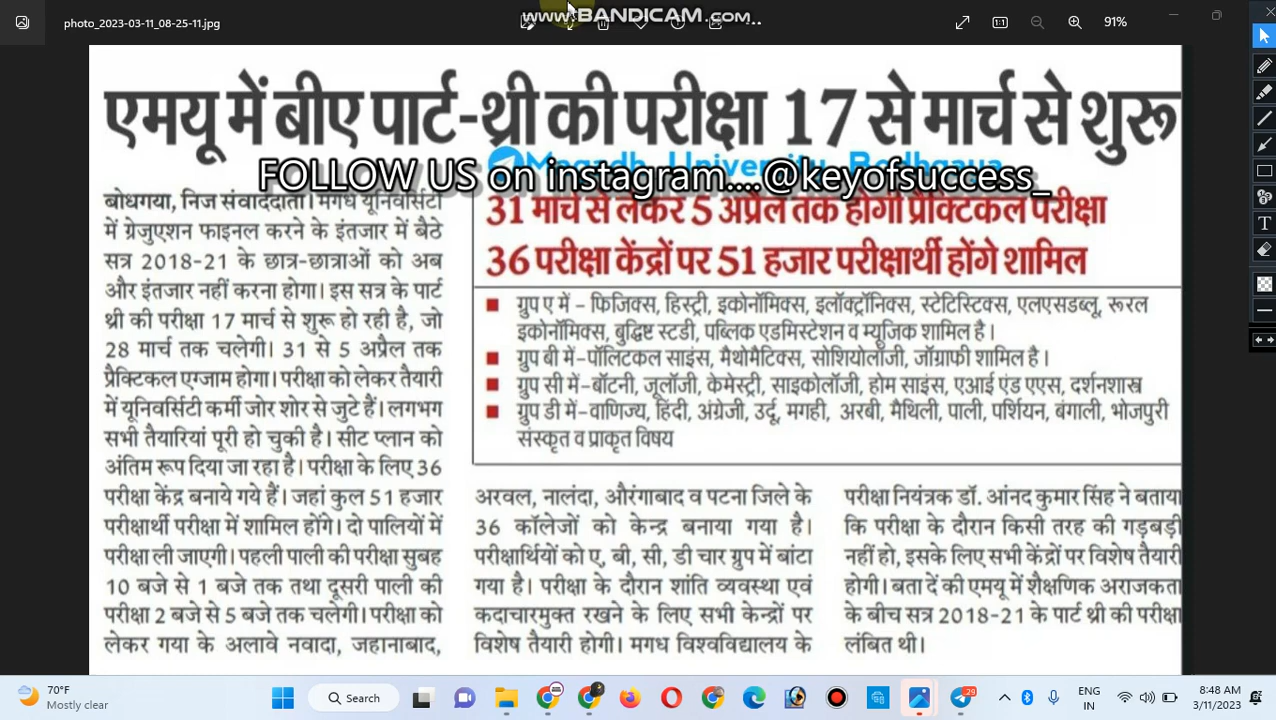 photo_2023-03-11_08-25-11.jpg
www.BANDICAM.com
91%
एमयू में बीए पार्ट-थ्री की परीक्षा 17 से मार्च से शुरू
Magadh University, Bodhgaya
FOLLOW US on instagram....@keyofsuccess_
बोधगया, निज संवाददाता। मगध यूनिवर्सिटी
में ग्रेजुएशन फाइनल करने के इंतजार में बैठे
सत्र 2018-21 के छात्र-छात्राओं को अब
और इंतजार नहीं करना होगा। इस सत्र के पार्ट
थ्री की परीक्षा 17 मार्च से शुरू हो रही है, जो
28 मार्च तक चलेगी। 31 से 5 अप्रैल तक
प्रैक्टिकल एग्जाम होगा। परीक्षा को लेकर तैयारी
में यूनिवर्सिटी कर्मी जोर शोर से जुटे हैं। लगभग
सभी तैयारियां पूरी हो चुकी है। सीट प्लान को
अंतिम रूप दिया जा रहा है। परीक्षा के लिए 36
परीक्षा केंद्र बनाये गये हैं। जहां कुल 51 हजार
परीक्षार्थी परीक्षा में शामिल होंगे। दो पालियों में
परीक्षा ली जाएगी। पहली पाली की परीक्षा सुबह
10 बजे से 1 बजे तक तथा दूसरी पाली की
परीक्षा 2 बजे से 5 बजे तक चलेगी। परीक्षा को
लेकर गया के अलावे नवादा, जहानाबाद,
31 मार्च से लेकर 5 अप्रैल तक होगी प्रैक्टिकल परीक्षा
36 परीक्षा केंद्रों पर 51 हजार परीक्षार्थी होंगे शामिल
ग्रुप ए में - फिजिक्स, हिस्ट्री, इकोनॉमिक्स, इलॉक्ट्रॉनिक्स, स्टेटिस्टिक्स, एलएसडब्लू, रूरल
इकोनॉमिक्स, बुद्धिष्ट स्टडी, पब्लिक एडमिस्टेशन व म्यूजिक शामिल है।
ग्रुप बी में-पॉलिटकल साइंस, मैथोमैटिक्स, सोशियोलॉजी, जॉग्राफी शामिल है।
ग्रुप सी में-बॉटनी, जूलॉजी, केमेस्ट्री, साइकोलॉजी, होम साइंस, एआई एंड एएस, दर्शनशास्त्र
ग्रुप डी में-वाणिज्य, हिंदी, अंग्रेजी, उर्दू, मगही, अरबी, मैथिली, पाली, पर्शियन, बंगाली, भोजपुरी
संस्कृत व प्राकृत विषय
अरवल, नालंदा, औरंगाबाद व पटना जिले के
36 कॉलेजों को केन्द्र बनाया गया है।
परीक्षार्थियों को ए, बी, सी, डी चार ग्रुप में बांटा
गया है। परीक्षा के दौरान शांति व्यवस्था एवं
कदाचारमुक्त रखने के लिए सभी केन्द्रों पर
विशेष तैयारी होगी। मगध विश्वविद्यालय के
परीक्षा नियंत्रक डॉ. आंनद कुमार सिंह ने बताया
कि परीक्षा के दौरान किसी तरह की गड़बड़ी
नहीं हो, इसके लिए सभी केंद्रों पर विशेष तैयारी
होगी। बता दें की एमयू में शैक्षणिक अराजकता
के बीच सत्र 2018-21 के पार्ट थ्री की परीक्षा
लंबित थी।
70°F
Mostly clear
Search
29
ENG
IN
8:48 AM
3/11/2023